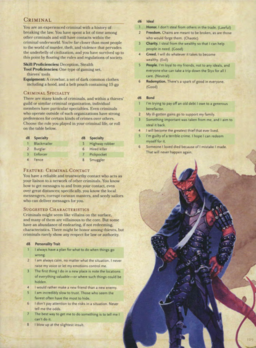 CRIMINAL
You are an experienced criminal with a history of
breaking the law. You have spent a lot of time among
other criminals and still have contacts within the
criminal underworld. You're far closer than most people
to the world of murder, theft, and violence that pervades
the underbelly of civilization, and you have survived up to
this point by flouting the rules and regulations of society.
Skill Proficiencies: Deception, Stealth
Tool Proficiencies: One type of gaming set,
thieves' tools
Equipment: A crowbar, a set of dark common clothes
including a hood, and a belt pouch containing 15 gp
CRIMINAL SPECIALTY
There are many kinds of criminals, and within a thieves'
guild or similar criminal organization, individual
members have particular specialties. Even criminals
who operate outside of such organizations have strong
preferences for certain kinds of crimes over others.
Choose the role you played in your criminal life, or roll
on the table below.
d8 Specialty d8 Specialty
1 Blackmailer 5 Highway robber
2 Burglar 6 Hired killer
3 Enforcer 7 Pickpocket
4 Fence 8 Smuggler
FEATURE: CRIMINAL CONTACT
You have a reliable and trustworthy contact who acts as
your liaison to a network of other criminals. You know
how to get messages to and from your contact, even
over great distances; specifically, you know the local
messengers, corrupt caravan masters, and seedy sailors
who can deliver messages for you.
SUGGESTED CHARACTERISTICS
Criminals might seem like villains on the surface,
and many of them are villainous to the core. But some
have an abundance of endearing, if not redeeming,
characteristics. There might be honor among thieves, but
criminals rarely show any respect for law or authority.
d8 Personality Trait
1 I always have a plan for what to do when things go
wrong.
2 I am always calm, no matter what the situation. I never
raise my voice or let my emotions control me.
3 The first thing I do in a new place is note the locations
of everything valuable—or where such things could be
hidden.
4 I would rather make a new friend than a new enemy.
5 I am incredibly slow to trust. Those who seem the
fairest often have the most to hide.
6 I don't pay attention to the risks in a situation. Never
tell me the odds.
7 The best way to get me to do something is to tell me I
can't do it.
8 I blow up at the slightest insult.
d6 Ideal
1 Honor. I don't steal from others in the trade. (Lawful)
2 Freedom. Chains are meant to be broken, as are those
who would forge them. (Chaotic)
3 Charity. I steal from the wealthy so that I can help
people in need. (Good)
4 Greed. I will do whatever it takes to become
wealthy. (Evil)
5 People. I'm loyal to my friends, not to any ideals, and
everyone else can take a trip down the Styx for all I
care. (Neutral)
6 Redemption. There's a spark of good in everyone.
(Good)
d6 Bond
1 I'm trying to pay off an old debt I owe to a generous
benefactor.
2 My ill-gotten gains go to support my family.
3 Something important was taken from me, and I aim to
steal it back.
4 I will become the greatest thief that ever lived.
5 I'm guilty of a terrible crime. I hope I can redeem
myself for it.
6 Someone I loved died because of a mistake I made.
That will never happen again.